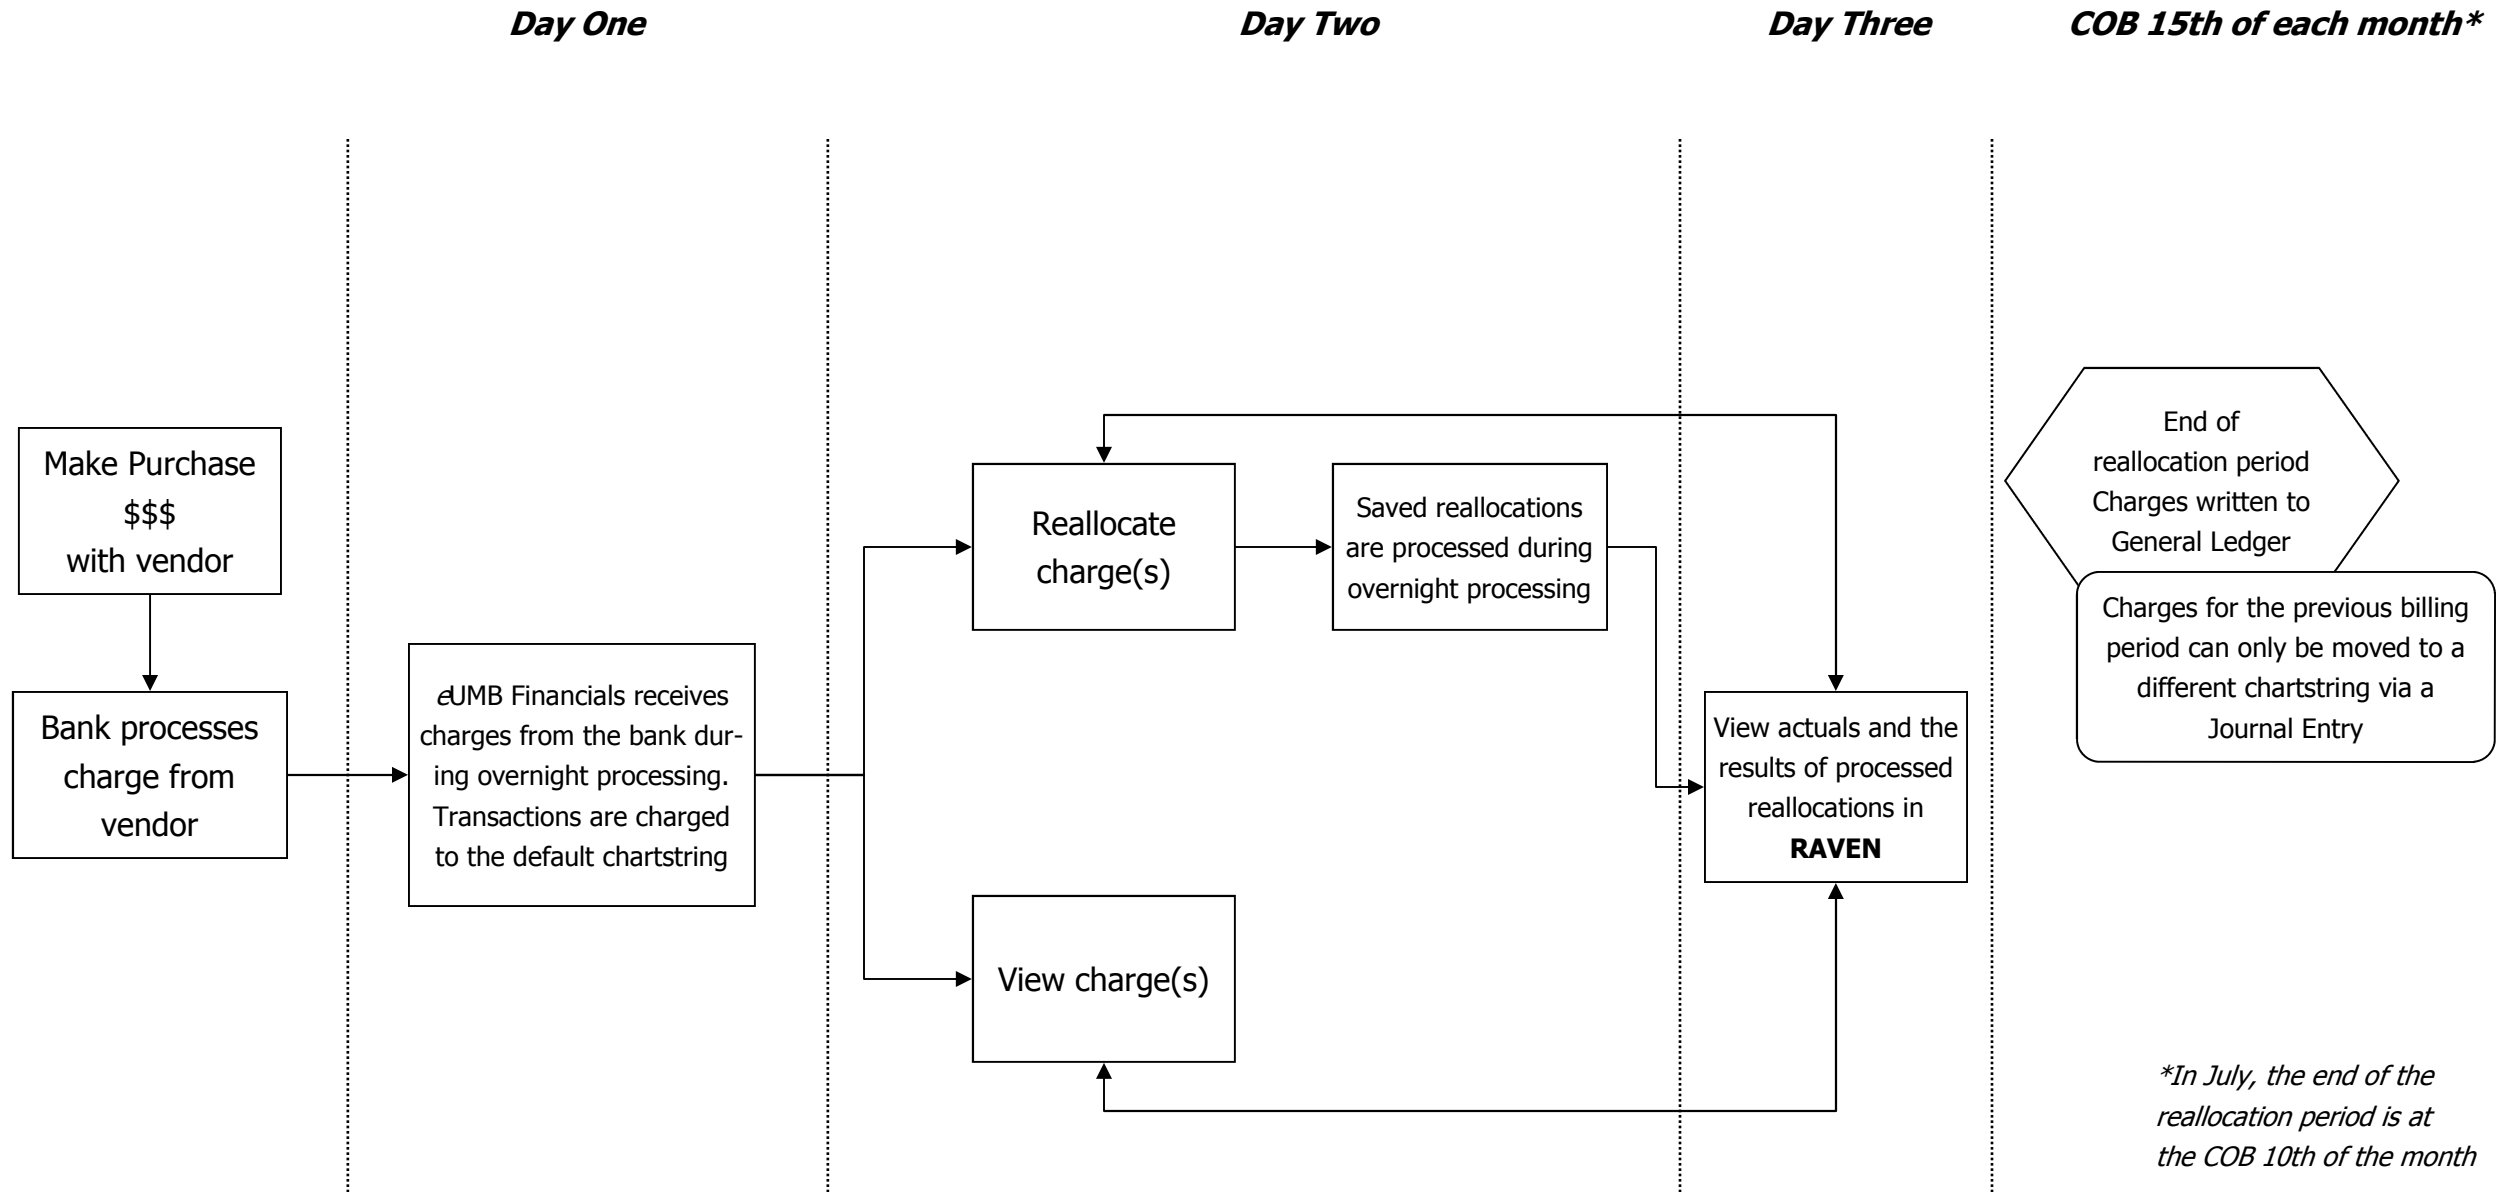 Day One
Day Two
Day Three
COB 15th of each month*
Make Purchase
$$$
with vendor
Bank processes
charge from
vendor
eUMB Financials receives
charges from the bank dur-
ing overnight processing.
Transactions are charged
to the default chartstring
Reallocate
charge(s)
Saved reallocations
are processed during
overnight processing
View charge(s)
View actuals and the
results of processed
reallocations in
RAVEN
End of
reallocation period
Charges written to
General Ledger
Charges for the previous billing
period can only be moved to a
different chartstring via a
Journal Entry
*In July, the end of the
reallocation period is at
the COB 10th of the month